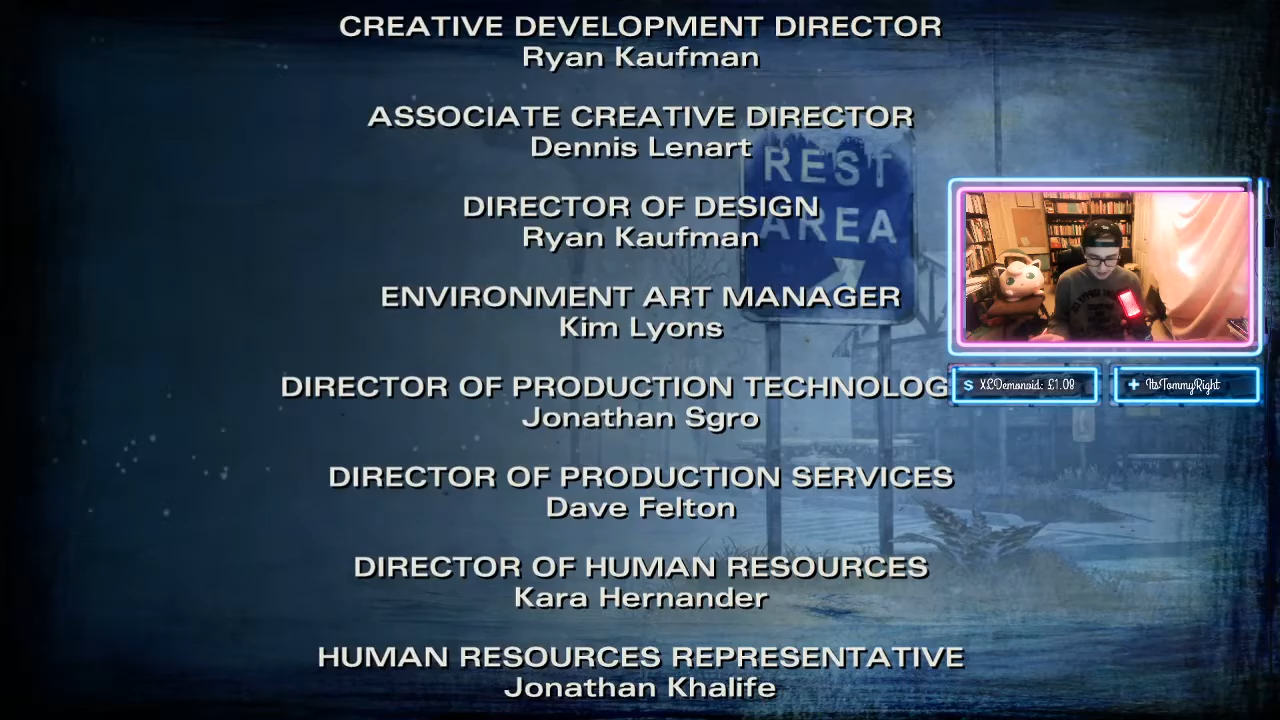 CREATIVE DEVELOPMENT DIRECTOR
Ryan Kaufman
ASSOCIATE CREATIVE DIRECTOR
Dennis Lenart
REST
AREA
DIRECTOR OF DESIGN
Ryan Kaufman
ENVIRONMENT ART MANAGER
Kim Lyons
DIRECTOR OF PRODUCTION TECHNOLOG
Jonathan Sgro
XLDemonoid: £1.09
ItsTommyRight
DIRECTOR OF PRODUCTION SERVICES
Dave Felton
DIRECTOR OF HUMAN RESOURCES
Kara Hernander
HUMAN RESOURCES REPRESENTATIVE
Jonathan Khalife